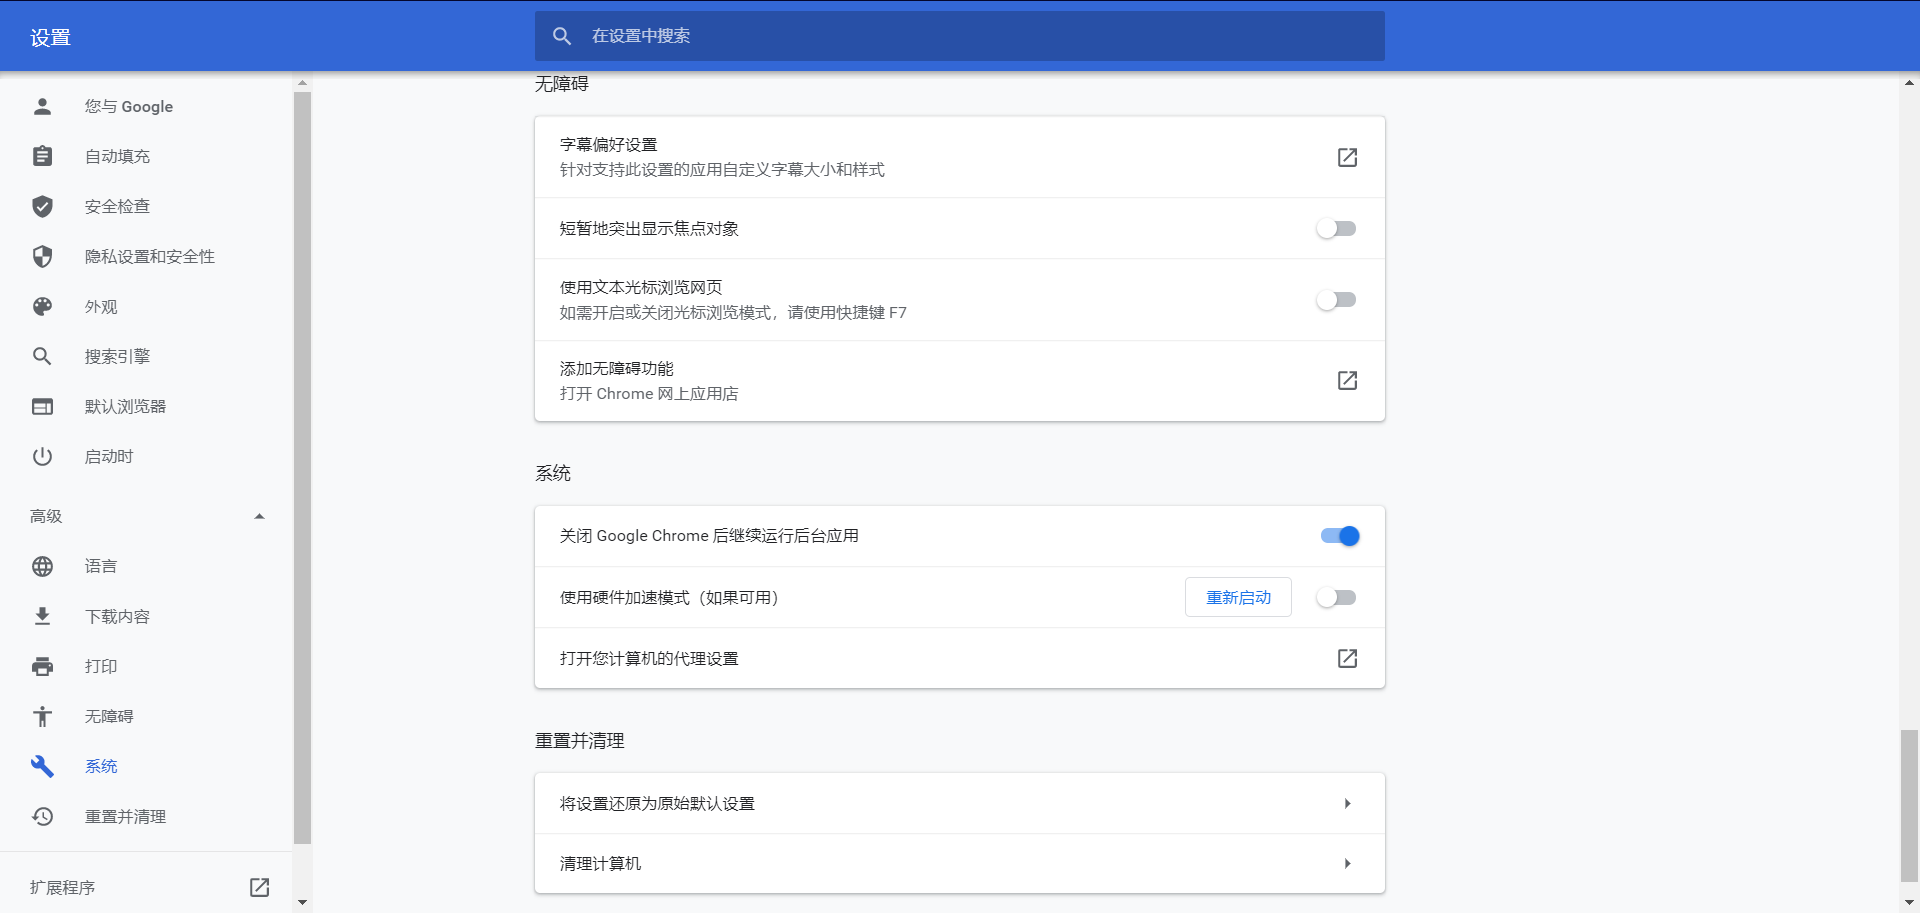 设置
在设置中搜索
您与 Google
自动填充
安全检查
隐私设置和安全性
外观
搜索引擎
默认浏览器
启动时
高级
语言
下载内容
打印
无障碍
系统
重置并清理
扩展程序
无障碍
字幕偏好设置
针对支持此设置的应用自定义字幕大小和样式
短暂地突出显示焦点对象
使用文本光标浏览网页
如需开启或关闭光标浏览模式，请使用快捷键 F7
添加无障碍功能
打开 Chrome 网上应用店
系统
关闭 Google Chrome 后继续运行后台应用
使用硬件加速模式（如果可用）
重新启动
打开您计算机的代理设置
重置并清理
将设置还原为原始默认设置
清理计算机